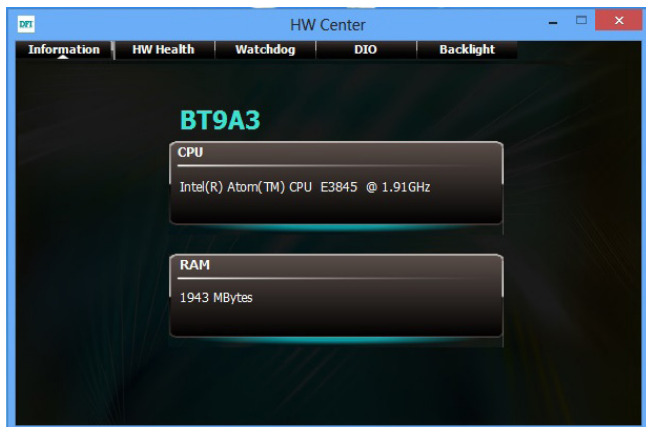 DFI
HW Center
Information HW Health Watchdog DIO Backlight
BT9A3
CPU
Intel(R) Atom(TM) CPU E3845 @ 1.91GHz
RAM
1943 MBytes